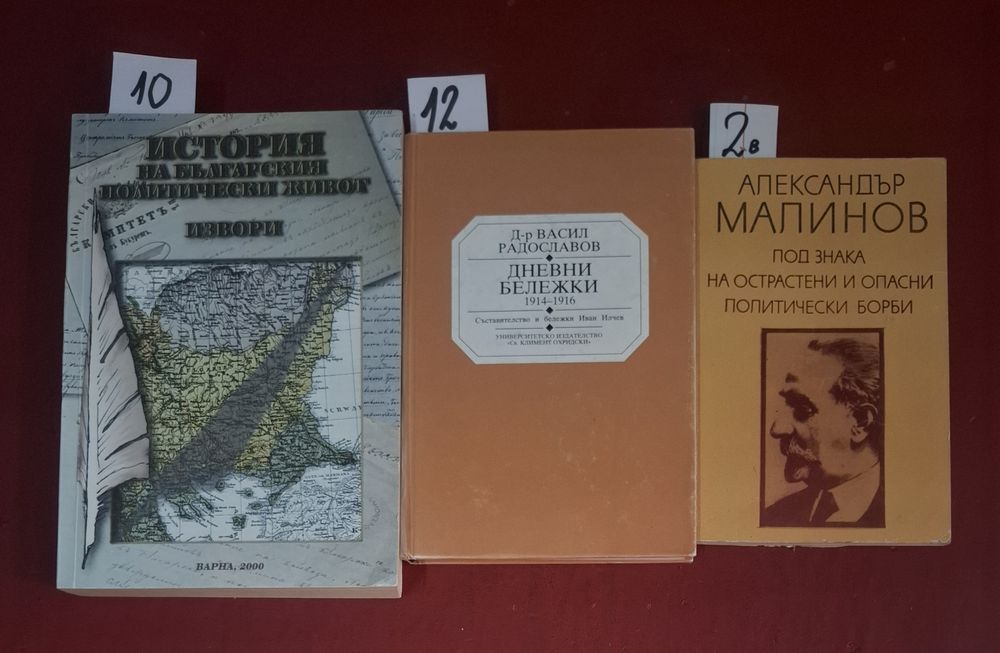 10
ИСТОРИЯ
НА БЪЛГАРСКИЯ
ПОЛИТИЧЕСКИ ЖИВОТ
ИЗВОРИ
ВАРНА, 2000
12
Д-р ВАСИЛ
РАДОСЛАВОВ
ДНЕВНИ
БЕЛЕЖКИ
1914–1916
Съставителство и бележки Иван Илчев
УНИВЕРСИТЕТСКО ИЗДАТЕЛСТВО
«Св. КЛИМЕНТ ОХРИДСКИ»
2в
АЛЕКСАНДЪР
МАЛИНОВ
ПОД ЗНАКА
НА ОСТРАСТЕНИ И ОПАСНИ
ПОЛИТИЧЕСКИ БОРБИ